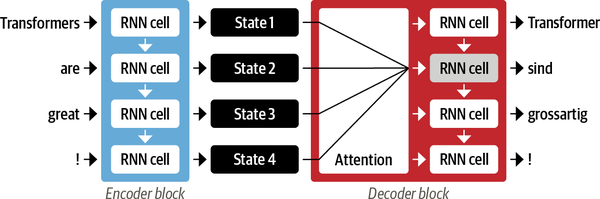 Transformers RNN cell State 1 RNN cell Transformer
are RNN cell State 2 RNN cell sind
great RNN cell State 3 RNN cell grossartig
! RNN cell State 4 Attention RNN cell !
Encoder block Decoder block